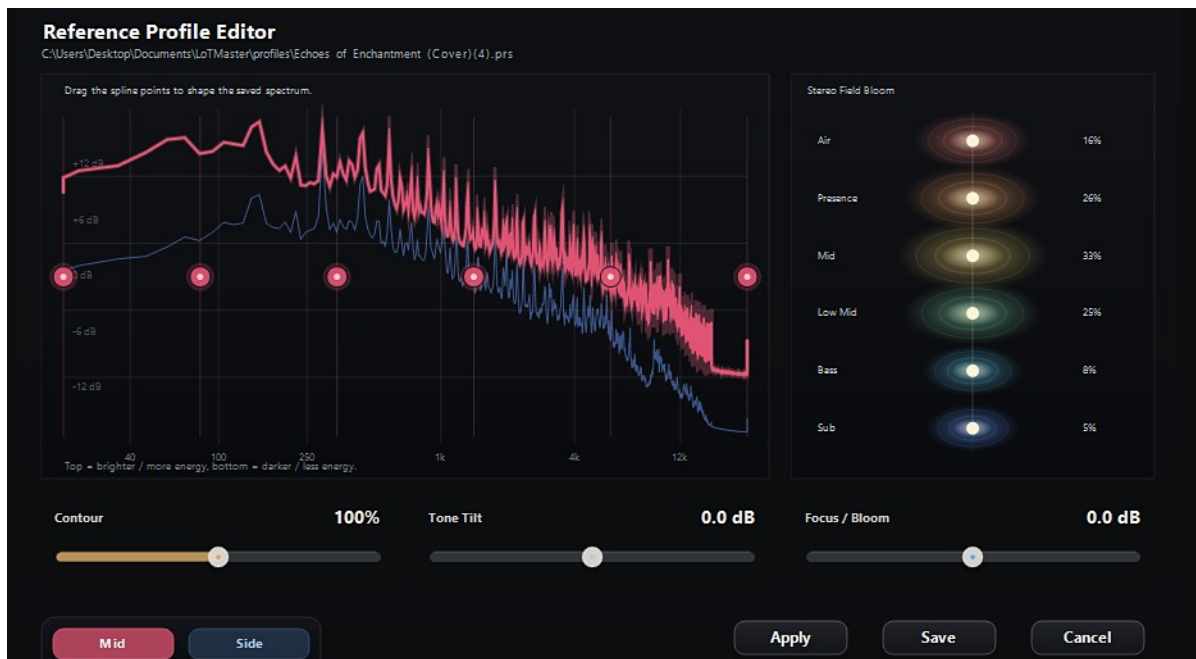 Reference Profile Editor
C:\Users\Desktop\Documents\LoTMaster\profiles\Echoes of Enchantment (Cover)(4).prs
Drag the spline points to shape the saved spectrum.
+12 dB
+6 dB
0 dB
-6 dB
-12 dB
40 100 250 1k 4k 12k
Top = brighter / more energy, bottom = darker / less energy.
Stereo Field Bloom
Air 16%
Presence 26%
Mid 33%
Low Mid 25%
Bass 8%
Sub 5%
Contour 100%
Tone Tilt 0.0 dB
Focus / Bloom 0.0 dB
Mid Side
Apply Save Cancel